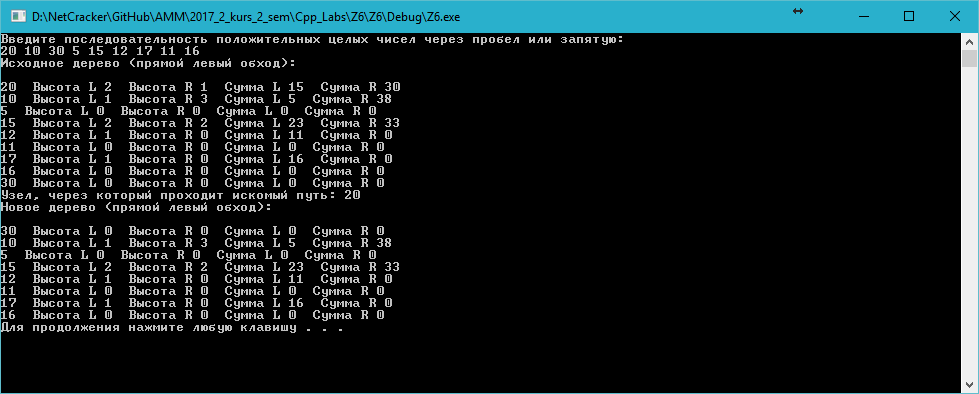 D:\NetCracker\GitHub\AMM\2017_2_kurs_2_sem\Cpp_Labs\Z6\Z6\Debug\Z6.exe
Введите последовательность положительных целых чисел через пробел или запятую:
20 10 30 5 15 12 17 11 16
Исходное дерево (прямой левый обход):
20  Высота L 2  Высота R 1  Сумма L 15  Сумма R 30
10  Высота L 1  Высота R 3  Сумма L 5  Сумма R 38
5  Высота L 0  Высота R 0  Сумма L 0  Сумма R 0
15  Высота L 2  Высота R 2  Сумма L 23  Сумма R 33
12  Высота L 1  Высота R 0  Сумма L 11  Сумма R 0
11  Высота L 0  Высота R 0  Сумма L 0  Сумма R 0
17  Высота L 1  Высота R 0  Сумма L 16  Сумма R 0
16  Высота L 0  Высота R 0  Сумма L 0  Сумма R 0
30  Высота L 0  Высота R 0  Сумма L 0  Сумма R 0
Узел, через который проходит искомый путь: 20
Новое дерево (прямой левый обход):
30  Высота L 0  Высота R 0  Сумма L 0  Сумма R 0
10  Высота L 1  Высота R 3  Сумма L 5  Сумма R 38
5  Высота L 0  Высота R 0  Сумма L 0  Сумма R 0
15  Высота L 2  Высота R 2  Сумма L 23  Сумма R 33
12  Высота L 1  Высота R 0  Сумма L 11  Сумма R 0
11  Высота L 0  Высота R 0  Сумма L 0  Сумма R 0
17  Высота L 1  Высота R 0  Сумма L 16  Сумма R 0
16  Высота L 0  Высота R 0  Сумма L 0  Сумма R 0
Для продолжения нажмите любую клавишу . . .